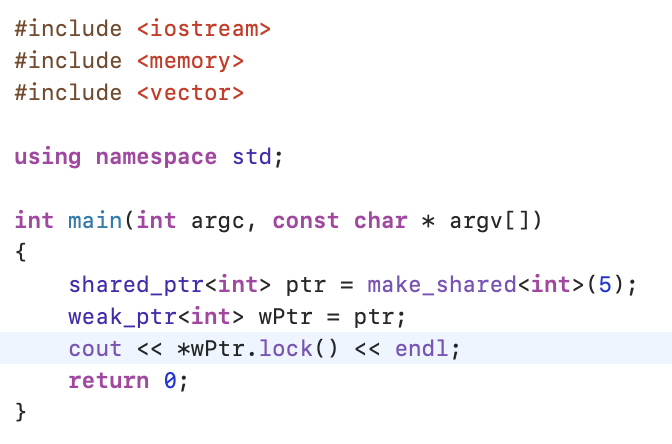 #include <iostream>
#include <memory>
#include <vector>

using namespace std;

int main(int argc, const char * argv[])
{
    shared_ptr<int> ptr = make_shared<int>(5);
    weak_ptr<int> wPtr = ptr;
    cout << *wPtr.lock() << endl;
    return 0;
}